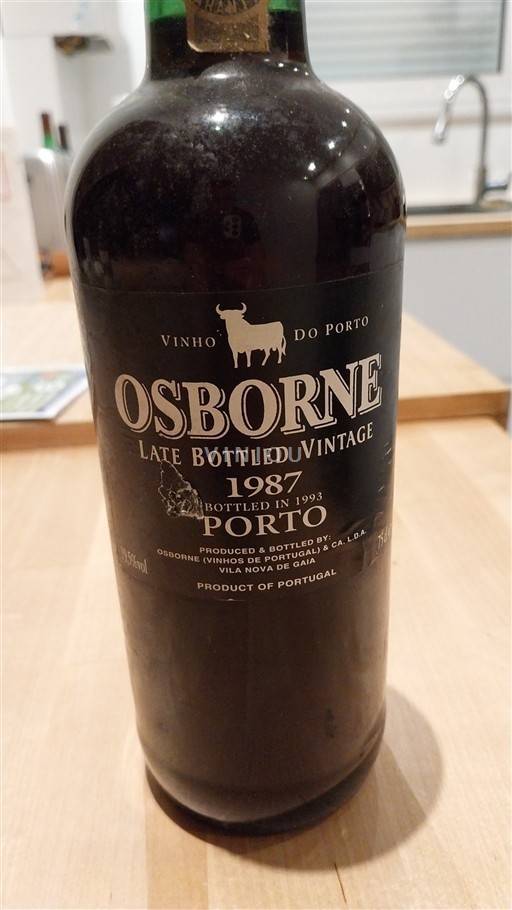 VINHO DO PORTO
OSBORNE
LATE BOTTLED VINTAGE
1987
BOTTLED IN 1993
PORTO
PRODUCED & BOTTLED BY:
OSBORNE (VINHOS DE PORTUGAL) & CA. L.D.A.
VILA NOVA DE GAIA
PRODUCT OF PORTUGAL